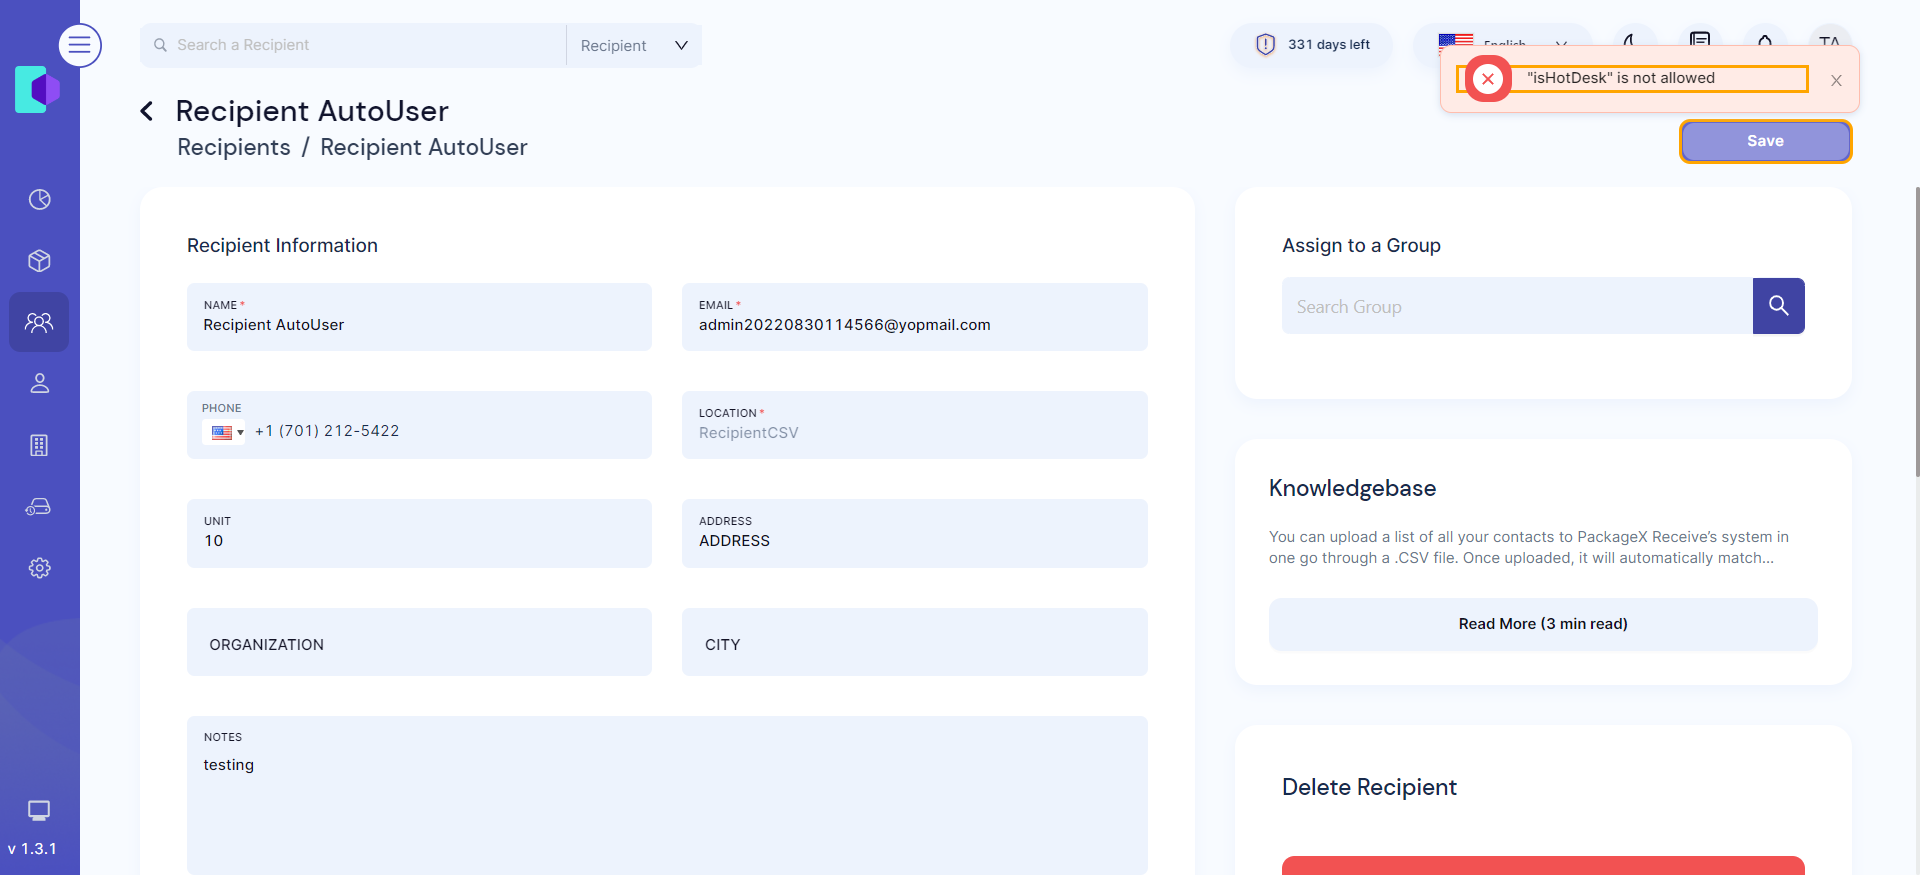 Search a Recipient
Recipient
331 days left
English
TA
"isHotDesk" is not allowed
Recipient AutoUser
Recipients / Recipient AutoUser
Save
Recipient Information
NAME *
Recipient AutoUser
EMAIL *
admin20220830114566@yopmail.com
PHONE
+1 (701) 212-5422
LOCATION *
RecipientCSV
UNIT
10
ADDRESS
ADDRESS
ORGANIZATION
CITY
NOTES
testing
Assign to a Group
Search Group
Knowledgebase
You can upload a list of all your contacts to PackageX Receive's system in
one go through a .CSV file. Once uploaded, it will automatically match...
Read More (3 min read)
Delete Recipient
v 1.3.1